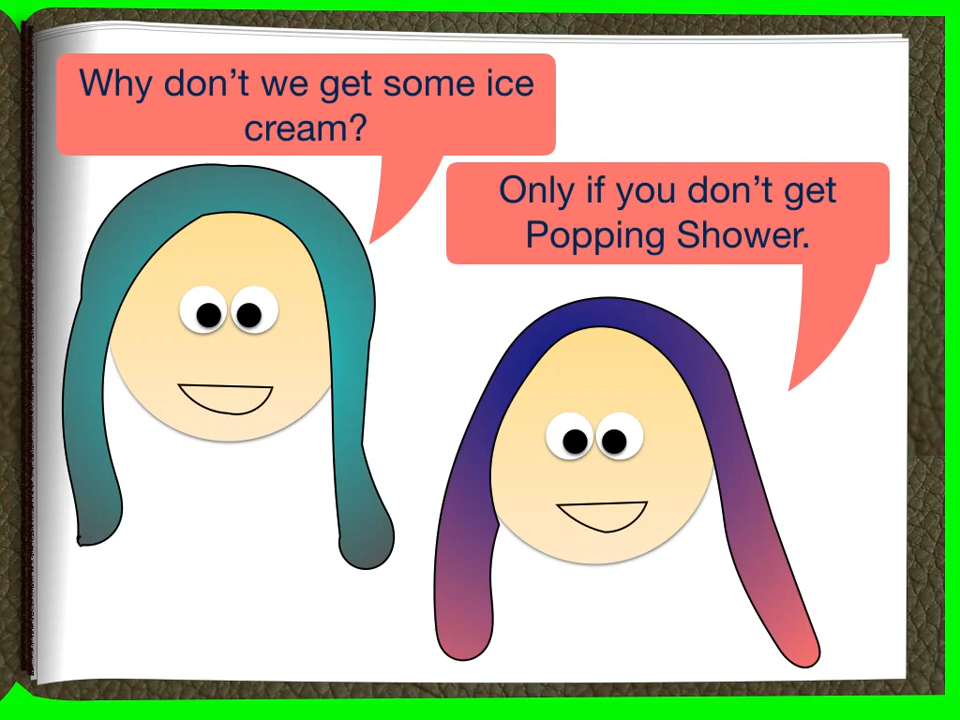 Why don’t we get some ice
cream?
Only if you don’t get
Popping Shower.